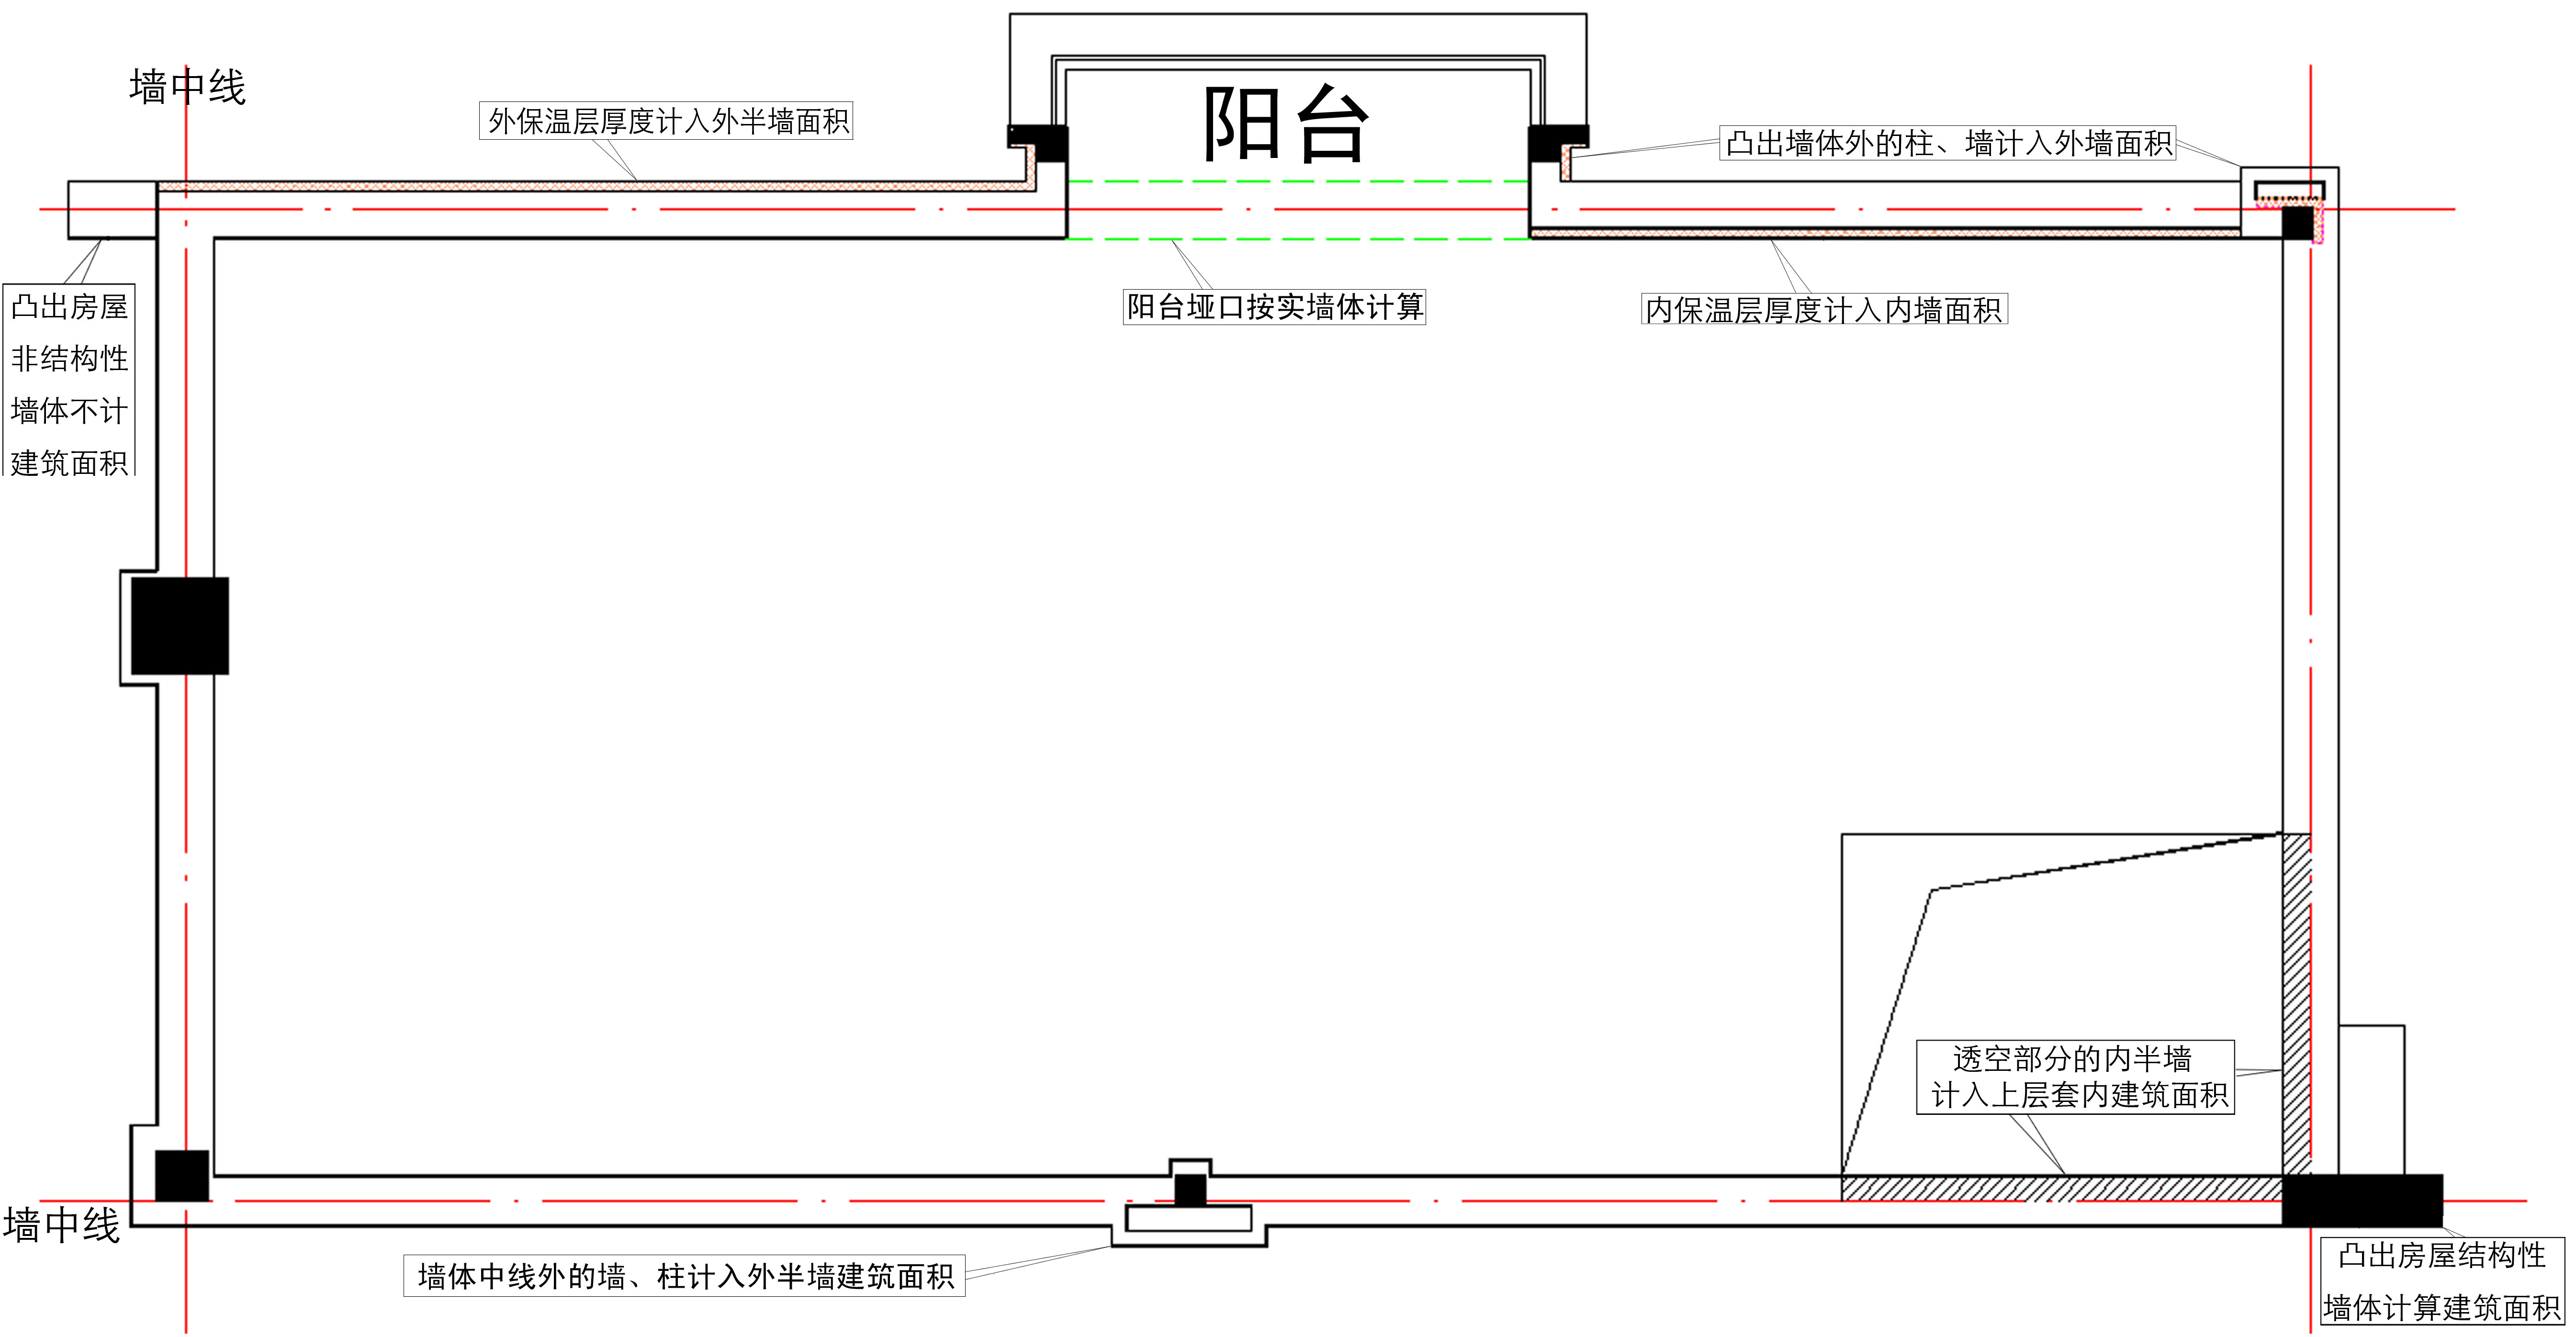 墙中线
外保温层厚度计入外半墙面积
阳台
凸出墙体外的柱、墙计入外墙面积
凸出房屋
非结构性
墙体不计
建筑面积
阳台垭口按实墙体计算
内保温层厚度计入内墙面积
透空部分的内半墙
计入上层套内建筑面积
墙中线
墙体中线外的墙、柱计入外半墙建筑面积
凸出房屋结构性
墙体计算建筑面积